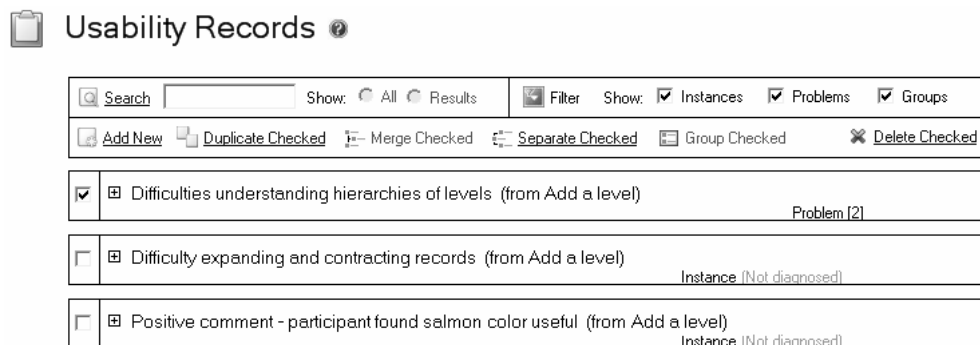 Usability Records
Search Show: All Results Filter Show: Instances Problems Groups
Add New Duplicate Checked Merge Checked Separate Checked Group Checked Delete Checked
Difficulties understanding hierarchies of levels (from Add a level)
Problem [2]
Difficulty expanding and contracting records (from Add a level)
Instance (Not diagnosed)
Positive comment - participant found salmon color useful (from Add a level)
Instance (Not diagnosed)